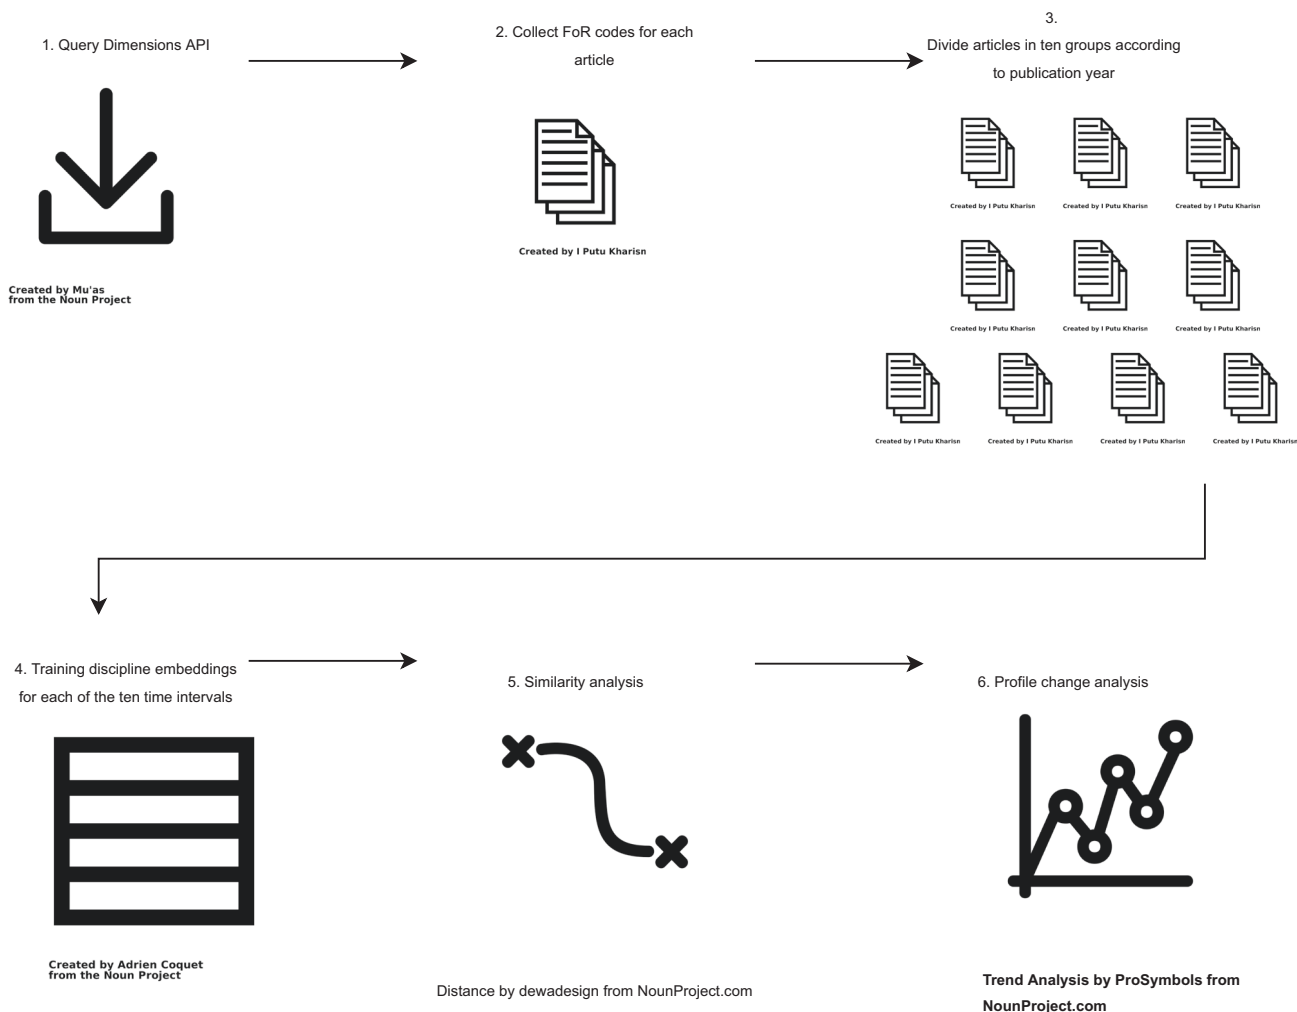 1. Query Dimensions API
2. Collect FoR codes for each
article
3.
Divide articles in ten groups according
to publication year
Created by Mu'as
from the Noun Project
Created by I Putu Kharisn
Created by I Putu Kharisn
Created by I Putu Kharisn
Created by I Putu Kharisn
Created by I Putu Kharisn
Created by I Putu Kharisn
Created by I Putu Kharisn
Created by I Putu Kharisn
Created by I Putu Kharisn
Created by I Putu Kharisn
Created by I Putu Kharisn
4. Training discipline embeddings
for each of the ten time intervals
5. Similarity analysis
6. Profile change analysis
Created by Adrien Coquet
from the Noun Project
Distance by dewadesign from NounProject.com
Trend Analysis by ProSymbols from
NounProject.com